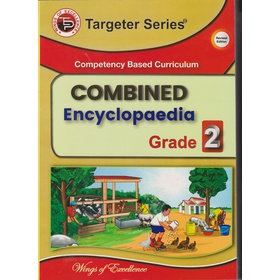 Targeter Series
Competency Based Curriculum
Revised
Edition
COMBINED
Encyclopaedia
Grade 2
Wings of Excellence